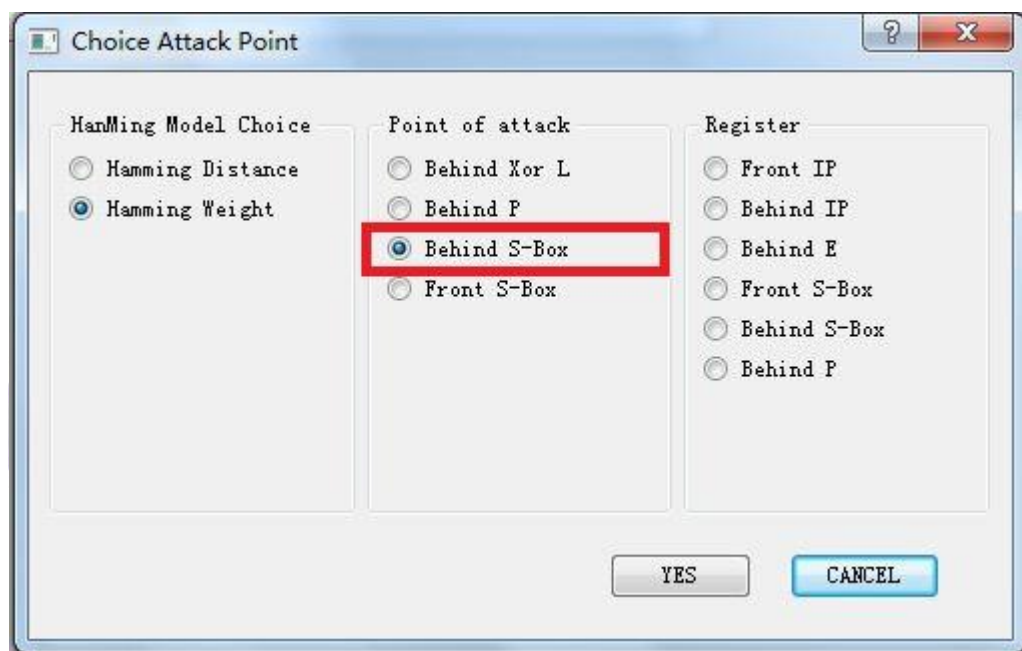 Choice Attack Point
HanMing Model Choice
Hamming Distance
Hamming Weight
Point of attack
Behind Xor L
Behind P
Behind S-Box
Front S-Box
Register
Front IP
Behind IP
Behind E
Front S-Box
Behind S-Box
Behind P
YES
CANCEL